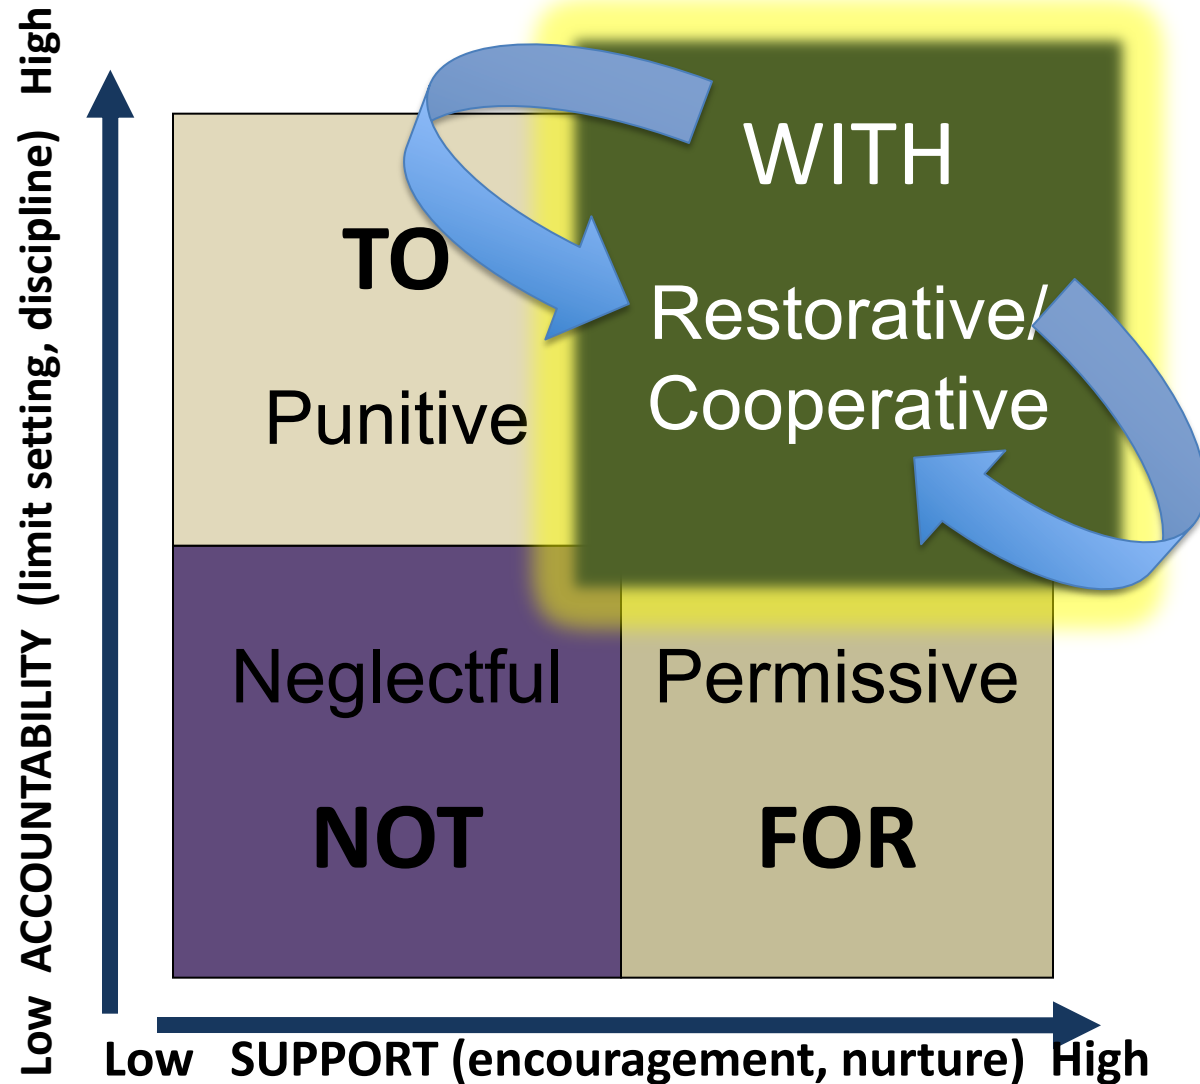 High
Low ACCOUNTABILITY (limit setting, discipline)
WITH
Restorative/
Cooperative
TO
Punitive
Neglectful
NOT
Permissive
FOR
Low SUPPORT (encouragement, nurture) High